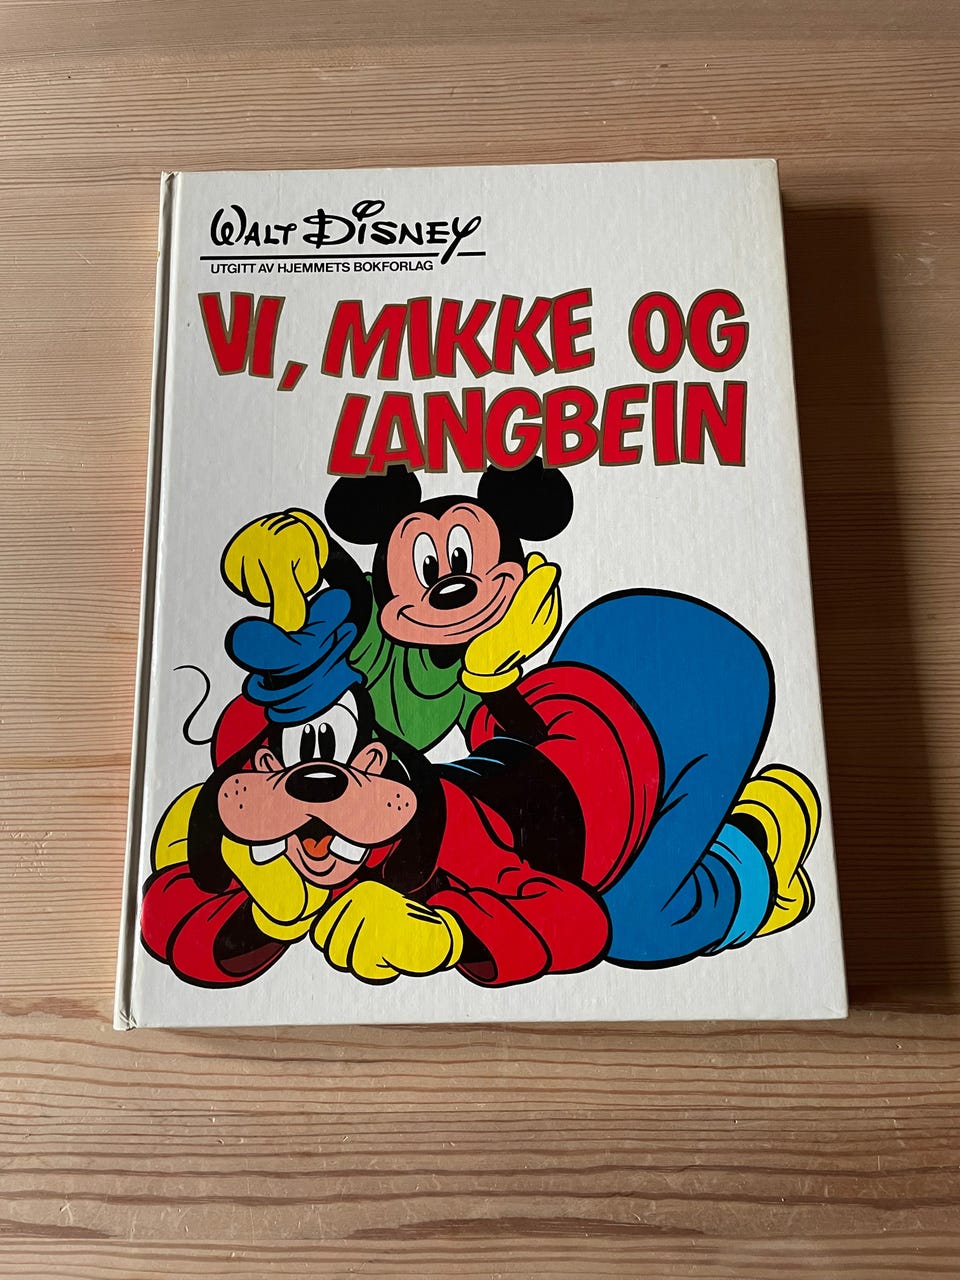 WALT DISNEY
UTGITT AV HJEMMETS BOKFORLAG
VI, MIKKE OG
LANGBEIN